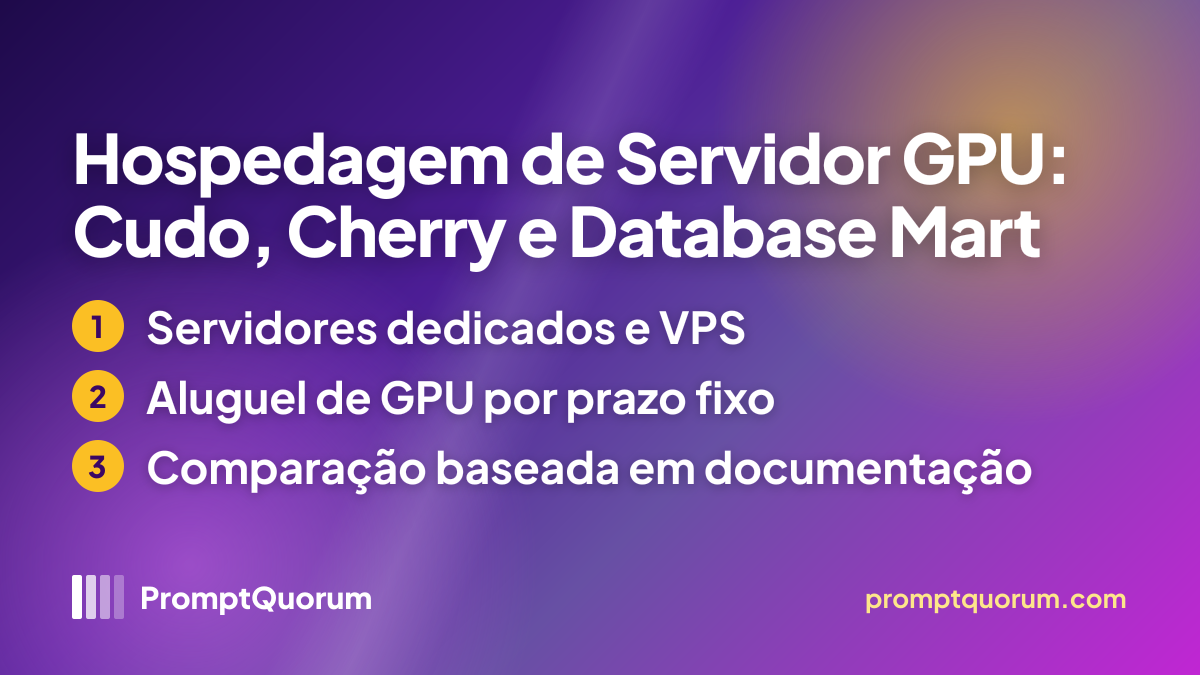 Hospedagem de Servidor GPU:
Cudo, Cherry e Database Mart
1 Servidores dedicados e VPS
2 Aluguel de GPU por prazo fixo
3 Comparação baseada em documentação
PromptQuorum
promptquorum.com